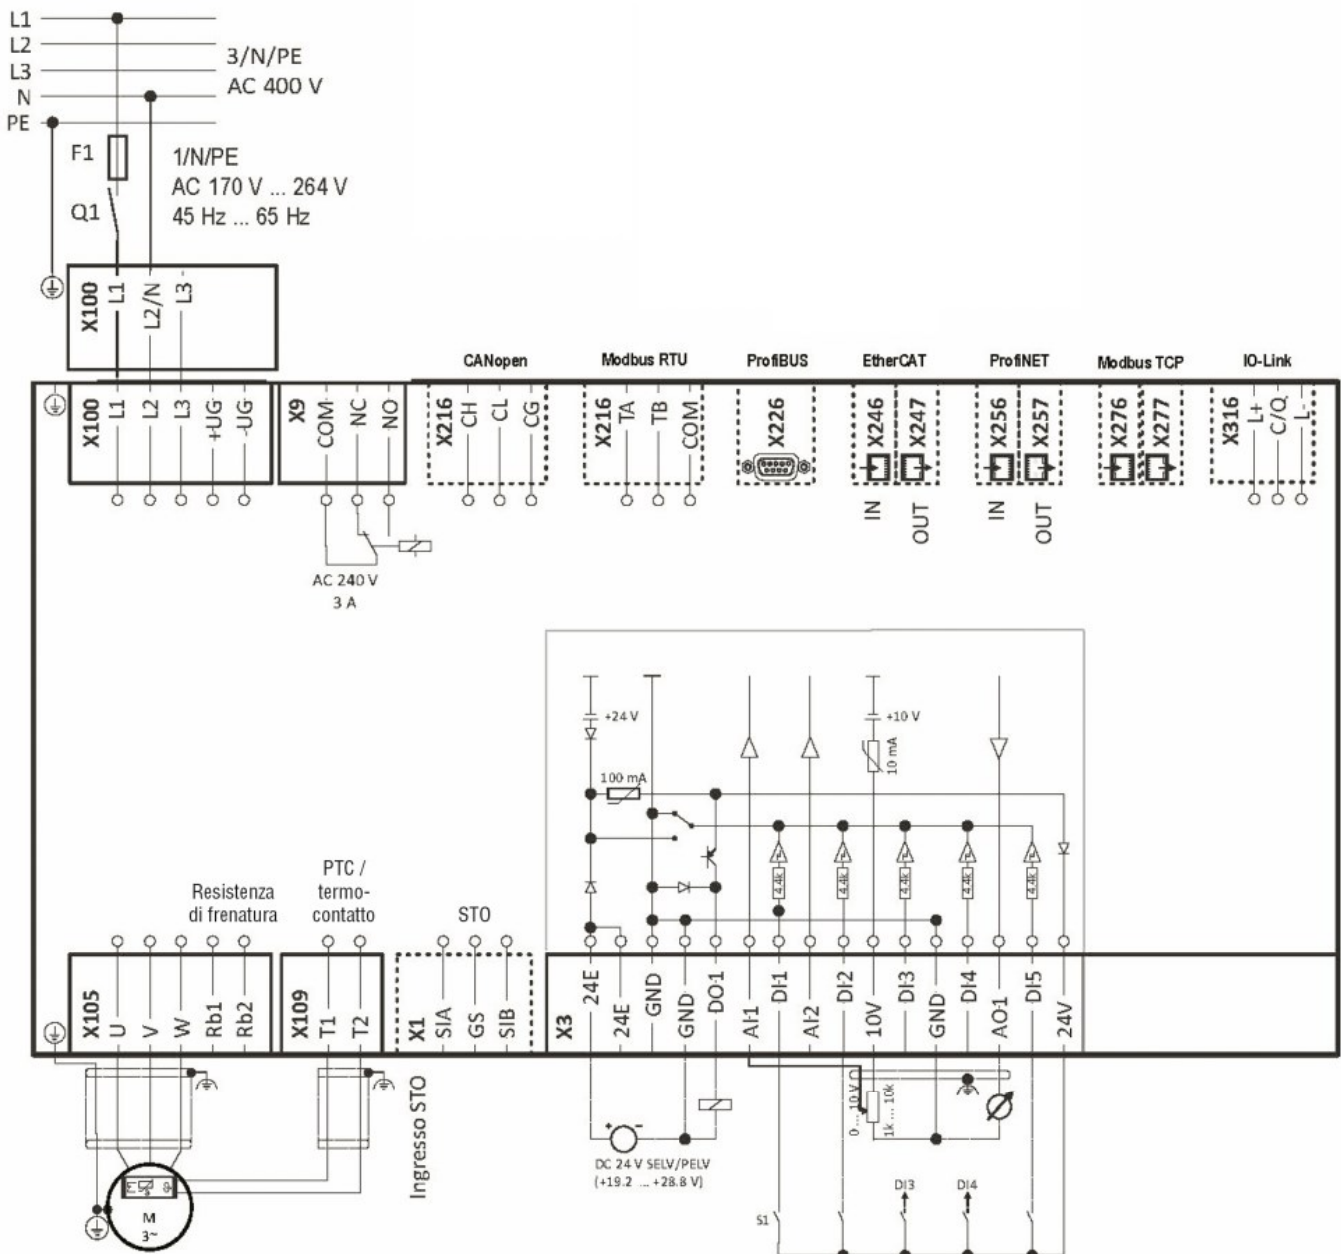 L1
L2
L3
N
PE
3/N/PE
AC 400 V
F1
Q1
1/N/PE
AC 170 V ... 264 V
45 Hz ... 65 Hz
X100
L1
L2/N
L3
CANopen
Modbus RTU
ProfiBUS
EtherCAT
ProfiNET
Modbus TCP
IO-Link
X100
L1
L2
L3
+UG
-UG
X9
COM
NC
NO
X216
CH
CL
CG
X216
TA
TB
COM
X226
X246
X247
X256
X257
X276
X277
X316
L+
C/Q
L-
IN
OUT
IN
OUT
AC 240 V
3 A
+24 V
+10 V
10 mA
100 mA
4.4k
4.4k
4.4k
4.4k
4.4k
Resistenza
di frenatura
PTC /
termo-
contatto
STO
X105
U
V
W
Rb1
Rb2
X109
T1
T2
X1
SIA
GS
SIB
X3
24E
24E
GND
GND
DO1
AI1
DI1
AI2
DI2
10V
DI3
GND
DI4
AO1
DI5
24V
Ingresso STO
0 ... 10 V
1k ... 10k
+
-
DC 24 V SELV/PELV
(+19.2 ... +28.8 V)
DI3
DI4
S1
M
3~